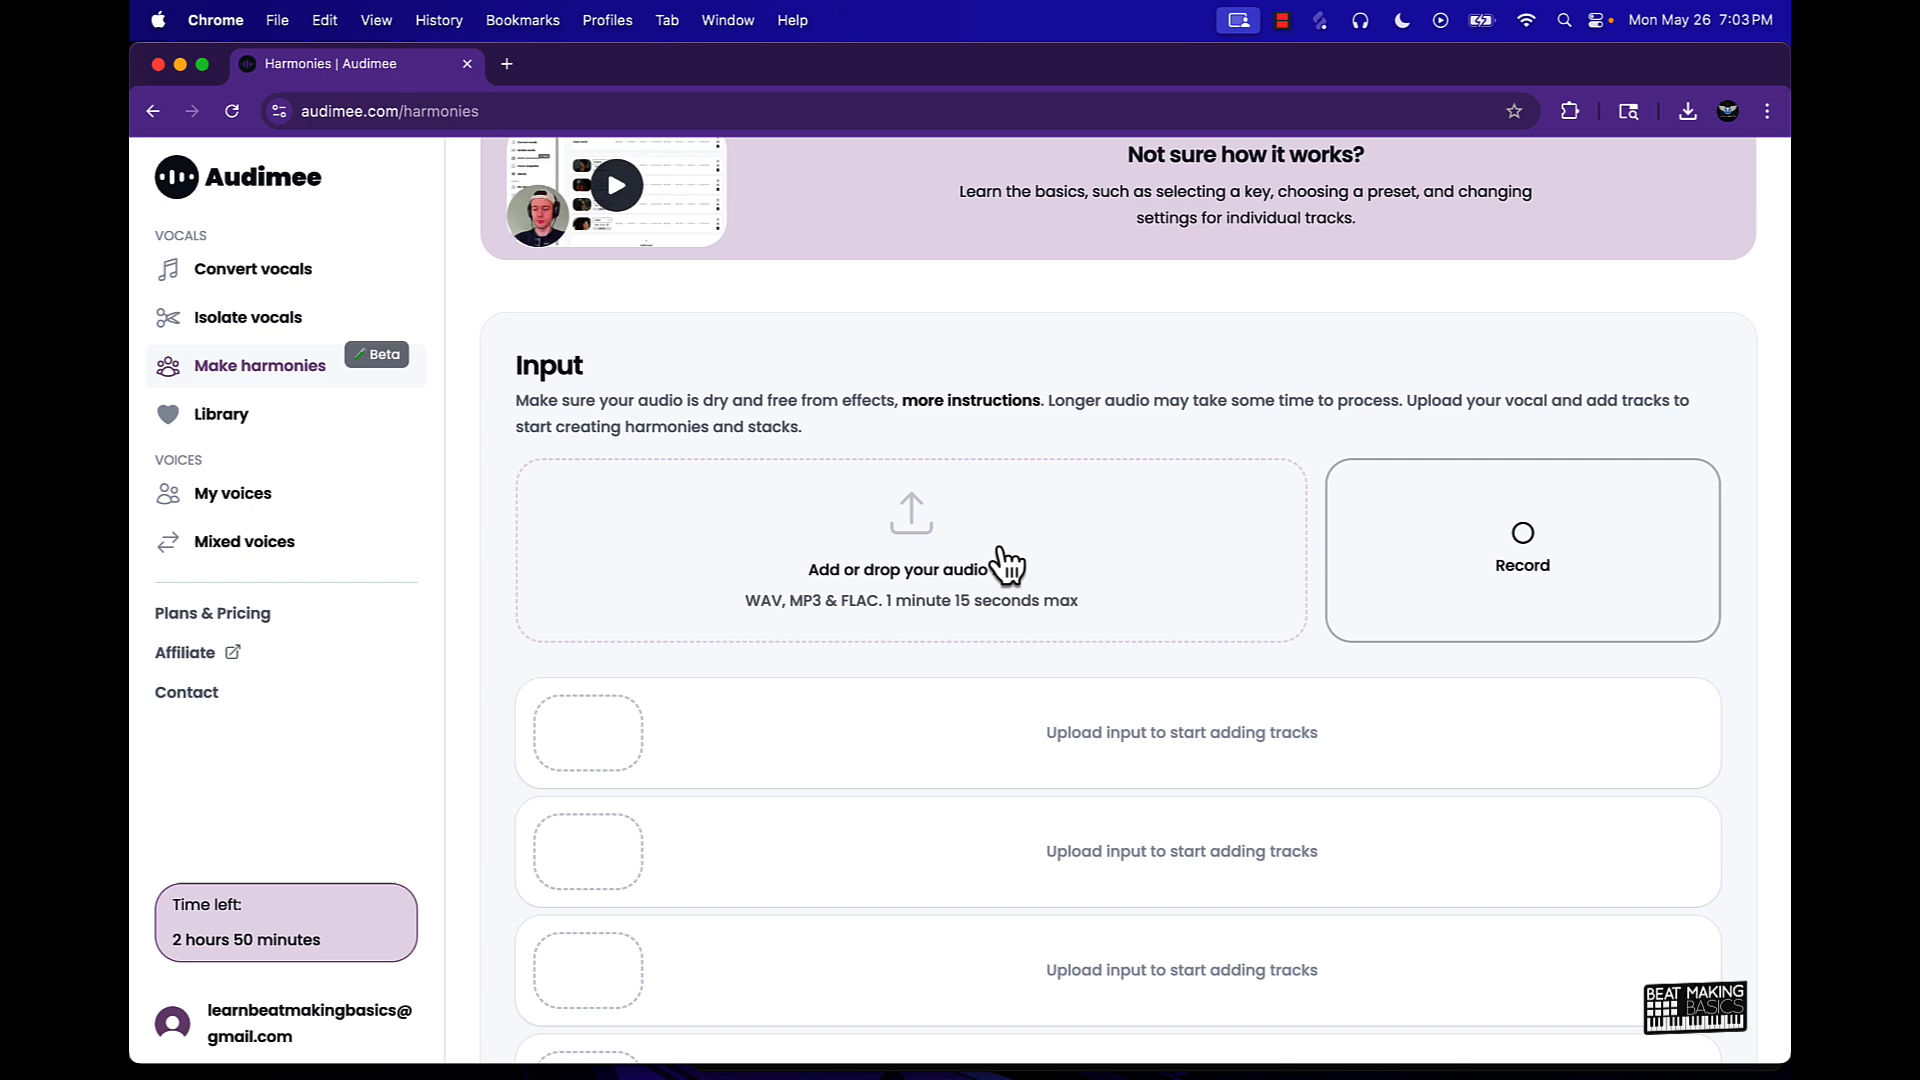 Chrome File Edit View History Bookmarks Profiles Tab Window Help
Mon May 26 7:03 PM
Harmonies | Audimee
audimee.com/harmonies
Audimee
VOCALS
Convert vocals
Isolate vocals
Make harmonies
Beta
Library
VOICES
My voices
Mixed voices
Plans & Pricing
Affiliate
Contact
Time left:
2 hours 50 minutes
learnbeatmakingbasics@
gmail.com
Not sure how it works?
Learn the basics, such as selecting a key, choosing a preset, and changing
settings for individual tracks.
Input
Make sure your audio is dry and free from effects, more instructions. Longer audio may take some time to process. Upload your vocal and add tracks to
start creating harmonies and stacks.
Add or drop your audio
WAV, MP3 & FLAC. 1 minute 15 seconds max
Record
Upload input to start adding tracks
Upload input to start adding tracks
Upload input to start adding tracks
BEAT MAKING
BASICS